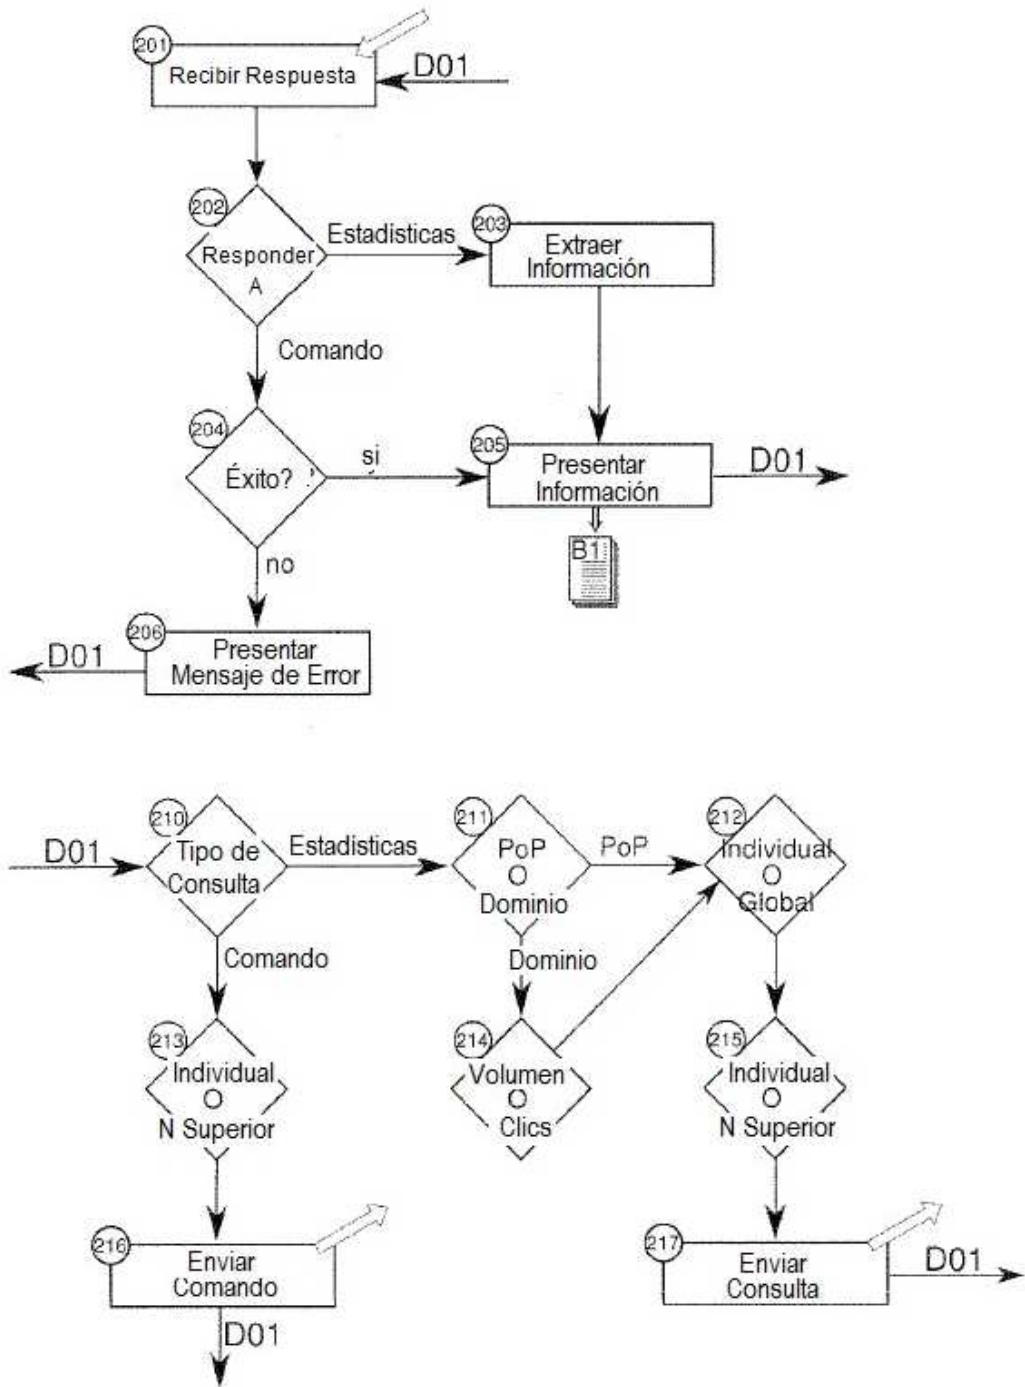 201
Recibir Respuesta
D01
202
Responder
A
Estadísticas
203
Extraer
Información
Comando
204
Éxito?
si
205
Presentar
Información
D01
B1
no
206
Presentar
Mensaje de Error
D01
D01
210
Tipo de
Consulta
Estadísticas
211
PoP
O
Dominio
PoP
212
Individual
O
Global
Comando
Dominio
213
Individual
O
N Superior
214
Volumen
O
Clics
215
Individual
O
N Superior
216
Enviar
Comando
D01
217
Enviar
Consulta
D01